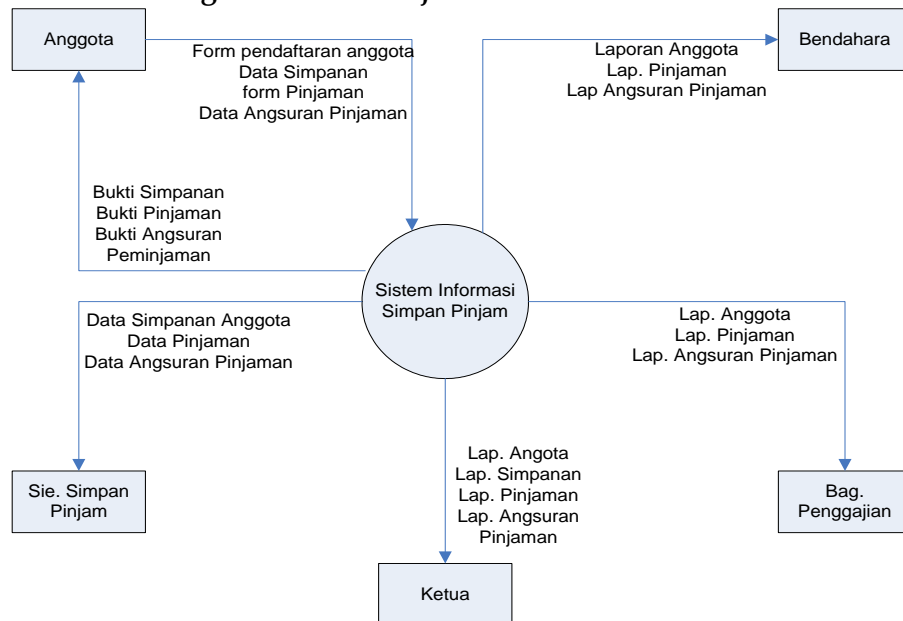 Anggota
Form pendaftaran anggota
Data Simpanan
form Pinjaman
Data Angsuran Pinjaman
Laporan Anggota
Lap. Pinjaman
Lap Angsuran Pinjaman
Bendahara
Bukti Simpanan
Bukti Pinjaman
Bukti Angsuran
Peminjaman
Sistem Informasi
Simpan Pinjam
Data Simpanan Anggota
Data Pinjaman
Data Angsuran Pinjaman
Lap. Anggota
Lap. Pinjaman
Lap. Angsuran Pinjaman
Sie. Simpan
Pinjam
Lap. Angota
Lap. Simpanan
Lap. Pinjaman
Lap. Angsuran
Pinjaman
Bag.
Penggajian
Ketua